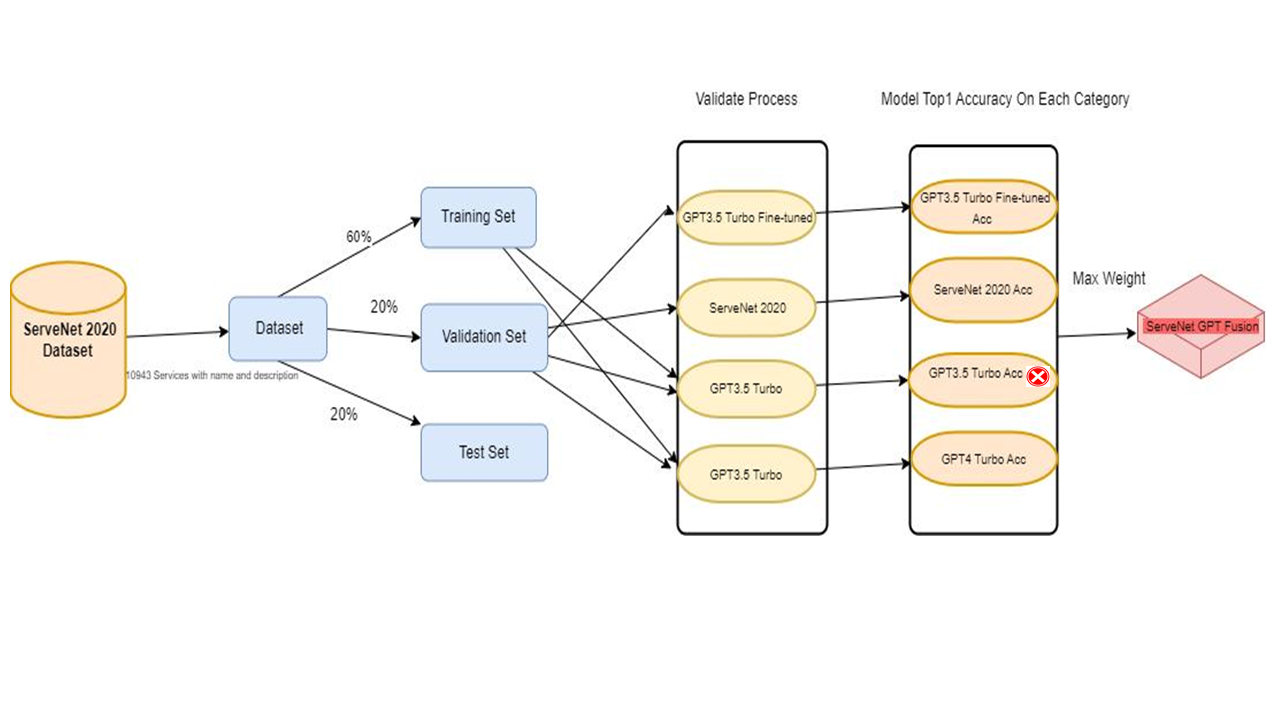 Validate Process
Model Top1 Accuracy On Each Category
ServeNet 2020
Dataset
Dataset
10943 Services with name and description
60%
20%
20%
Training Set
Validation Set
Test Set
GPT3.5 Turbo Fine-tuned
ServeNet 2020
GPT3.5 Turbo
GPT3.5 Turbo
GPT3.5 Turbo Fine-tuned
Acc
ServeNet 2020 Acc
GPT3.5 Turbo Acc
GPT4 Turbo Acc
Max Weight
ServeNet GPT Fusion